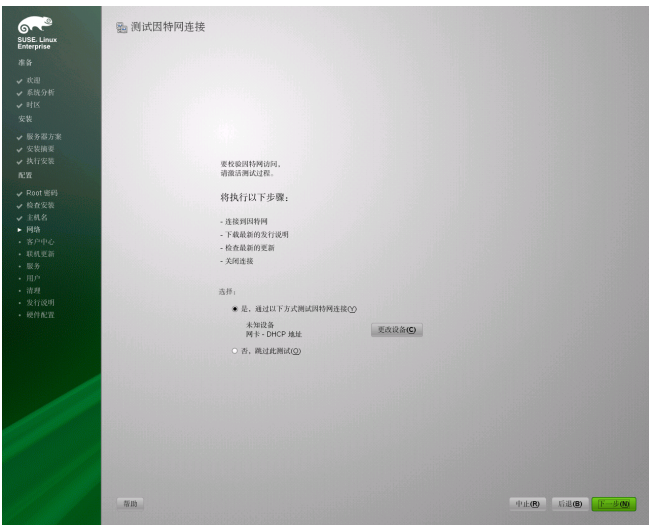 SUSE. Linux
Enterprise
准备
欢迎
系统分析
时区
安装
服务器方案
安装摘要
执行安装
配置
Root 密码
检查安装
主机名
网络
客户中心
联机更新
服务
用户
清理
发行说明
硬件配置
测试因特网连接
要校验因特网访问，
请激活测试过程。
将执行以下步骤：
- 连接到因特网
- 下载最新的发行说明
- 检查最新的更新
- 关闭连接
选择：
是，通过以下方式测试因特网连接(Y)
未知设备
网卡 - DHCP 地址
更改设备(C)
否，跳过此测试(O)
帮助
中止(R)
后退(B)
下一步(N)